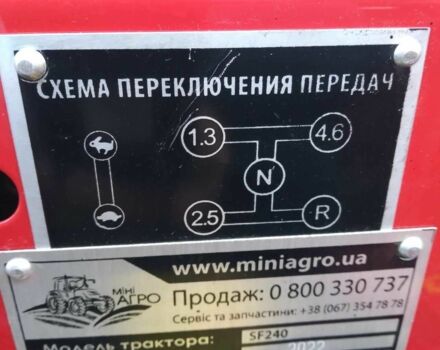 СХЕМА ПЕРЕКЛЮЧЕНИЯ ПЕРЕДАЧ
1.3 4.6
N
2.5 R
www.miniagro.ua
міні АГРО
Продаж: 0 800 330 737
Сервіс та запчастини: +38 (067) 354 78 78
Модель трактора: SF240
2022